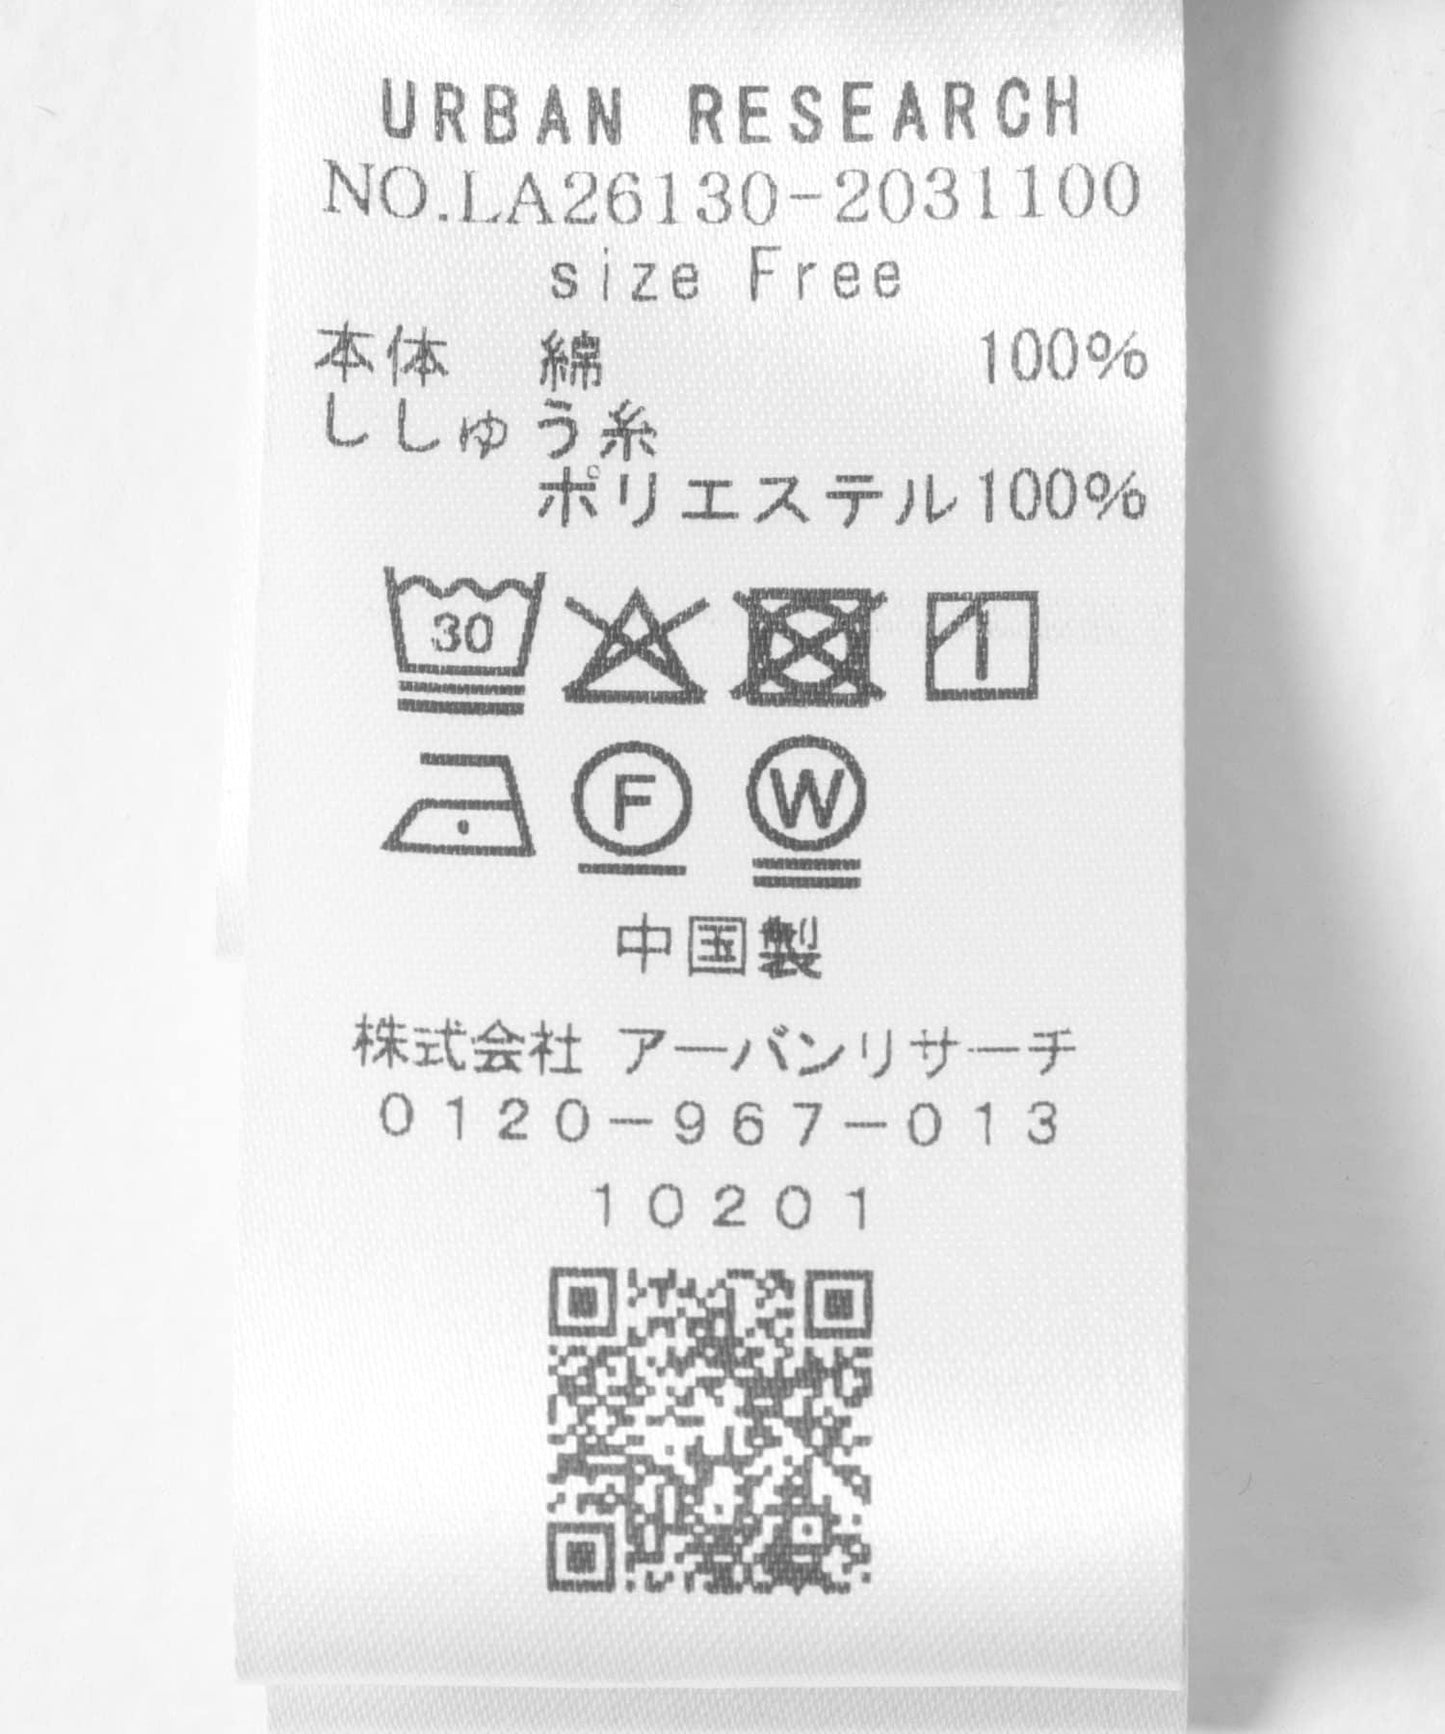 URBAN RESEARCH
NO.LA26130-2031100
size Free
本体 綿 100%
ししゅう糸
ポリエステル100%
30
F W
中国製
株式会社 アーバンリサーチ
0120-967-013
10201